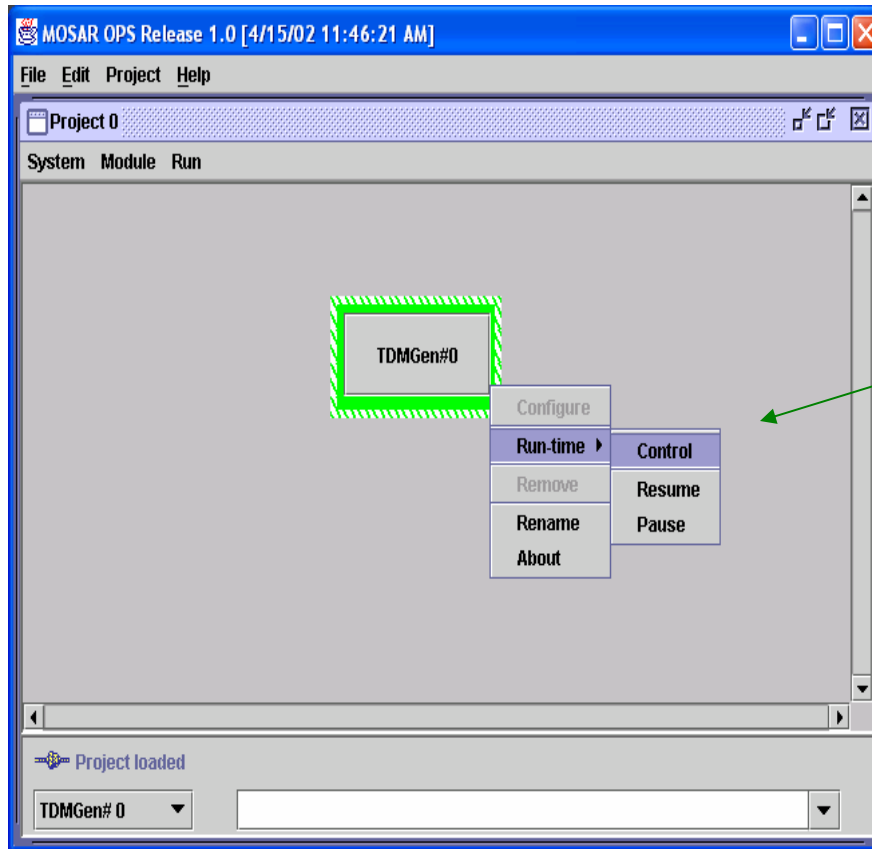 MOSAR OPS Release 1.0 [4/15/02 11:46:21 AM]
File Edit Project Help
Project 0
System Module Run
TDMGen#0
Configure
Run-time
Control
Remove
Resume
Rename
Pause
About
Project loaded
TDMGen# 0